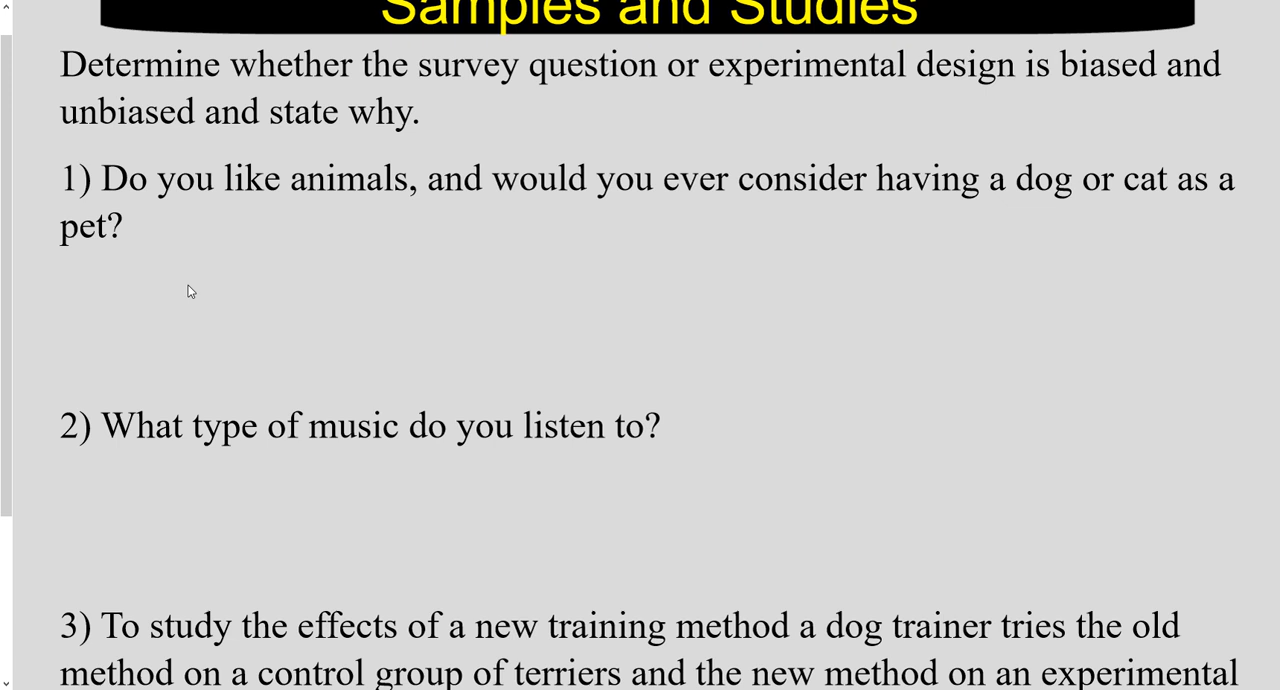 Samples and Studies
Determine whether the survey question or experimental design is biased and
unbiased and state why.
1) Do you like animals, and would you ever consider having a dog or cat as a
pet?
2) What type of music do you listen to?
3) To study the effects of a new training method a dog trainer tries the old
method on a control group of terriers and the new method on an experimental